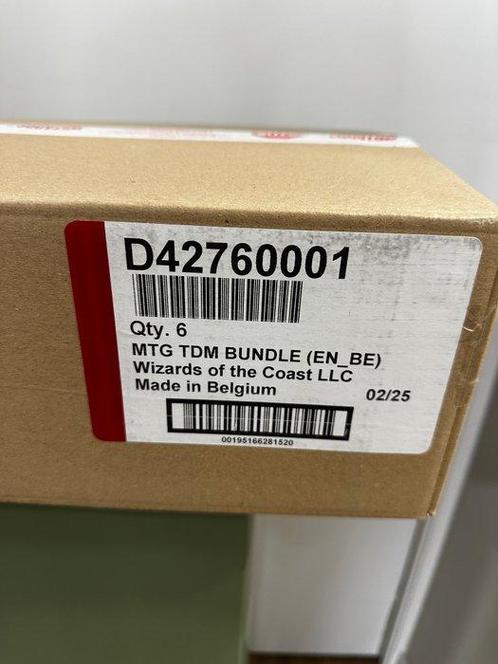 D42760001
Qty. 6
MTG TDM BUNDLE (EN_BE)
Wizards of the Coast LLC
Made in Belgium
02/25
00195166281520